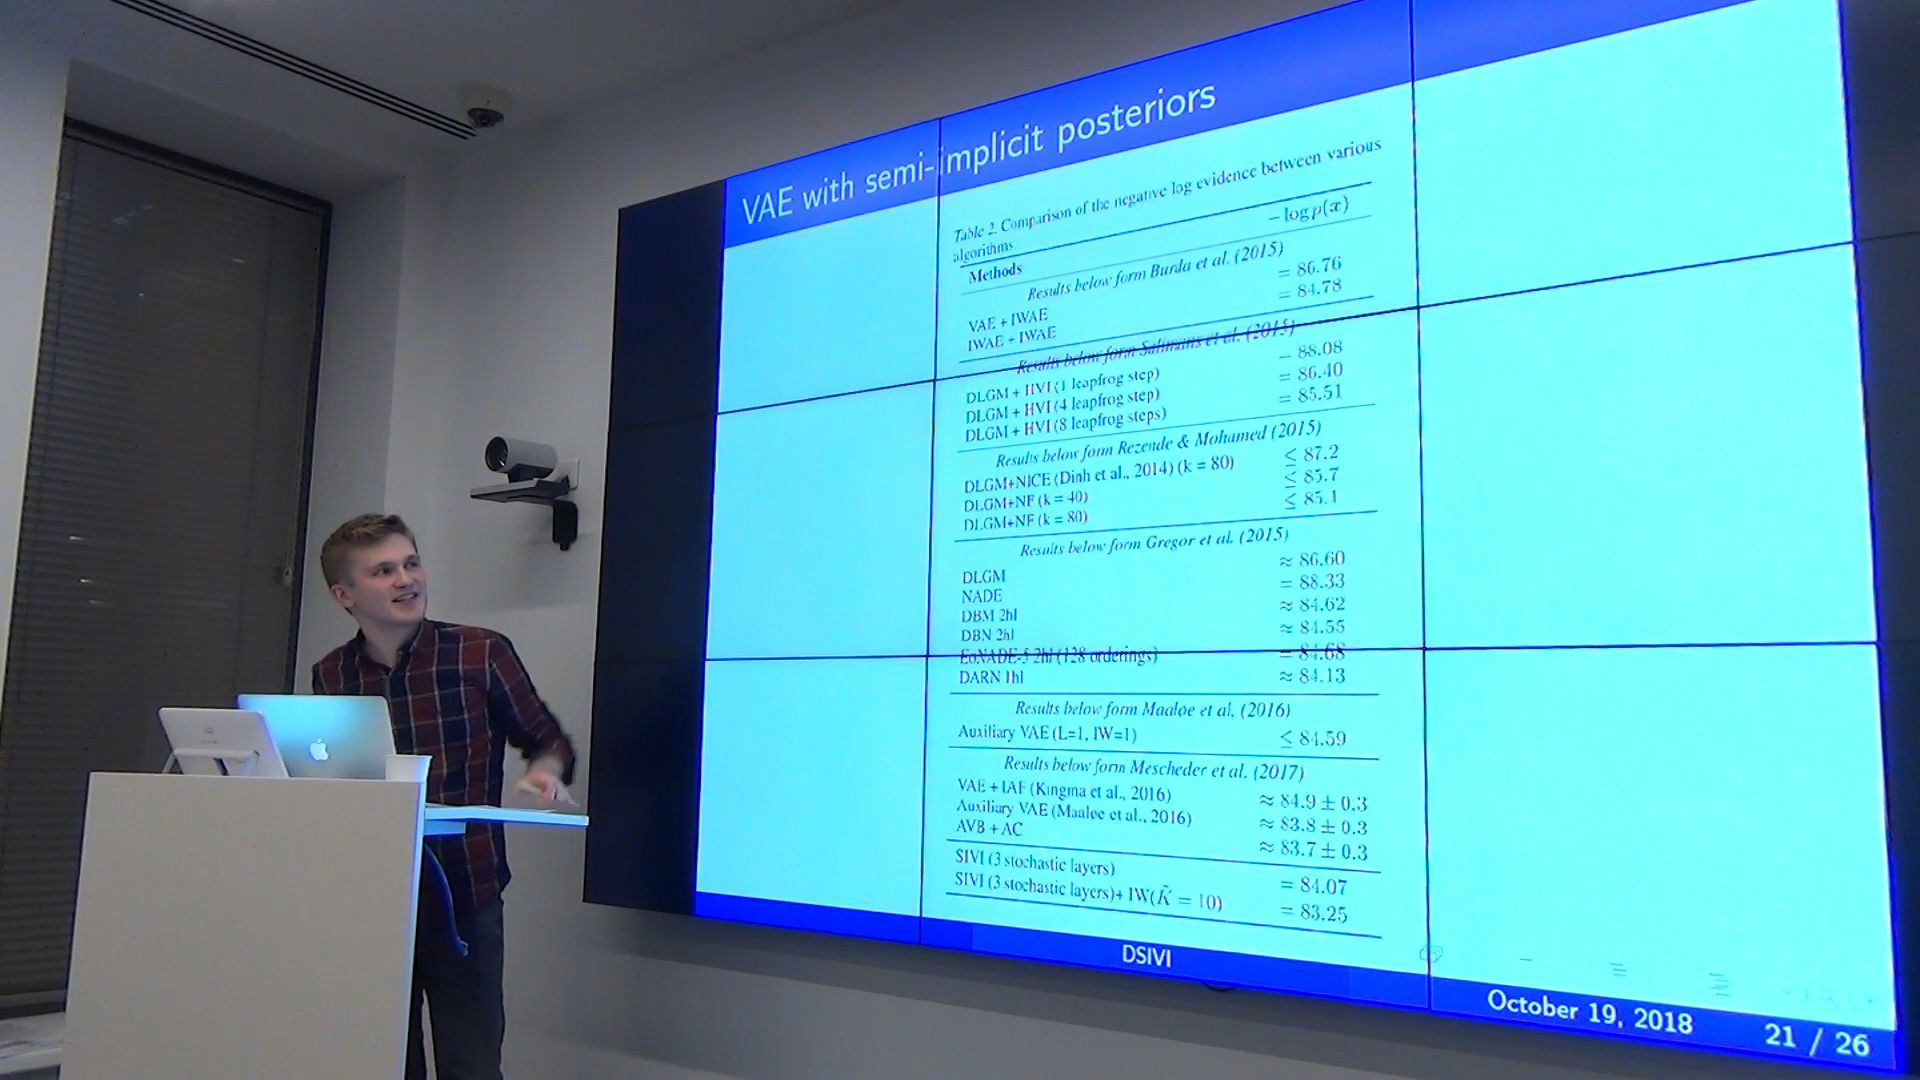 VAE with semi-implicit posteriors
Table 2. Comparison of the negative log evidence between various
algorithms.
Methods − log p(x)
Results below form Burda et al. (2015)
VAE + IWAE = 86.76
IWAE + IWAE = 84.78
Results below form Salimans et al. (2015)
DLGM + HVI (1 leapfrog step) = 88.08
DLGM + HVI (4 leapfrog step) = 86.40
DLGM + HVI (8 leapfrog steps) = 85.51
Results below form Rezende & Mohamed (2015)
DLGM+NICE (Dinh et al., 2014) (k = 80) ≤ 87.2
DLGM+NF (k = 40) ≤ 85.7
DLGM+NF (k = 80) ≤ 85.1
Results below form Gregor et al. (2015)
DLGM ≈ 86.60
NADE = 88.33
DBM 2hl ≈ 84.62
DBN 2hl ≈ 84.55
EoNADE-5 2hl (128 orderings) = 84.68
DARN 1hl ≈ 84.13
Results below form Maaløe et al. (2016)
Auxiliary VAE (L=1, IW=1) ≤ 84.59
Results below form Mescheder et al. (2017)
VAE + IAF (Kingma et al., 2016) ≈ 84.9 ± 0.3
Auxiliary VAE (Maaløe et al., 2016) ≈ 83.8 ± 0.3
AVB + AC ≈ 83.7 ± 0.3
SIVI (3 stochastic layers) = 84.07
SIVI (3 stochastic layers)+ IW(K̃ = 10) = 83.25
DSIVI
October 19, 2018 21 / 26